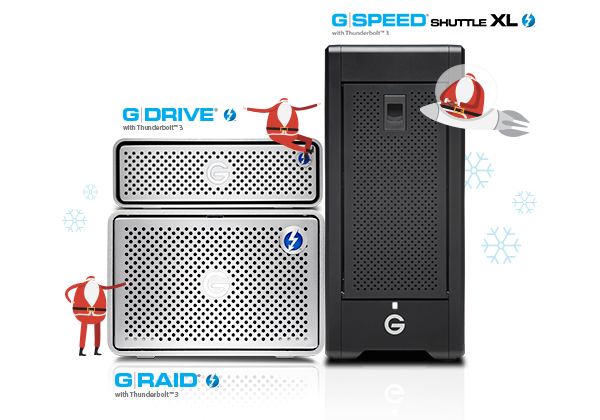 G|SPEED® SHUTTLE XL
with Thunderbolt™ 3
G|DRIVE®
with Thunderbolt™ 3
G
G
G
G|RAID®
with Thunderbolt™ 3